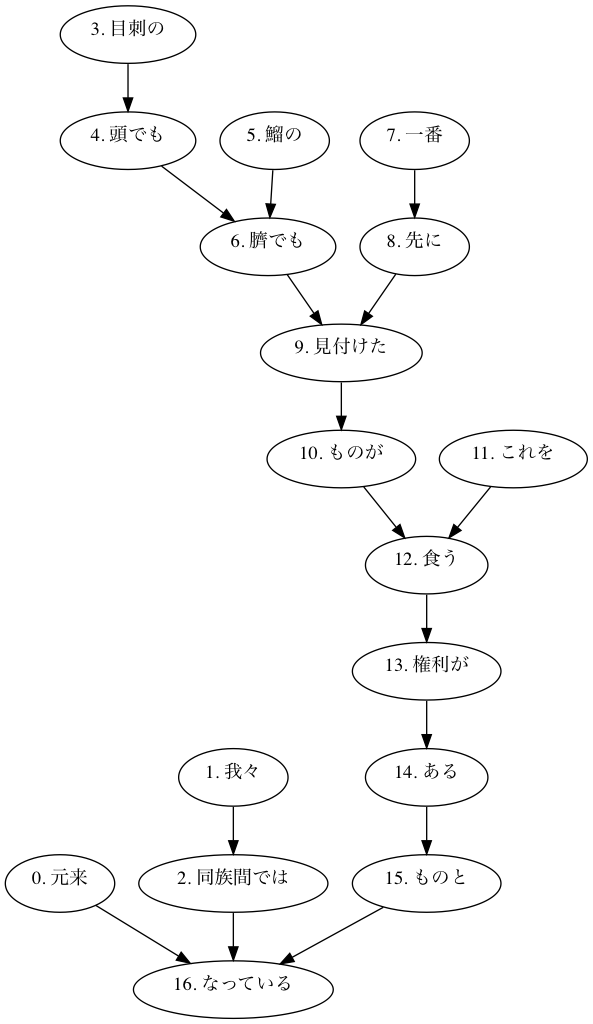 3. 目刺の
4. 頭でも
5. 鰡の
7. 一番
6. 臍でも
8. 先に
9. 見付けた
10. ものが
11. これを
12. 食う
13. 権利が
1. 我々
14. ある
0. 元来
2. 同族間では
15. ものと
16. なっている